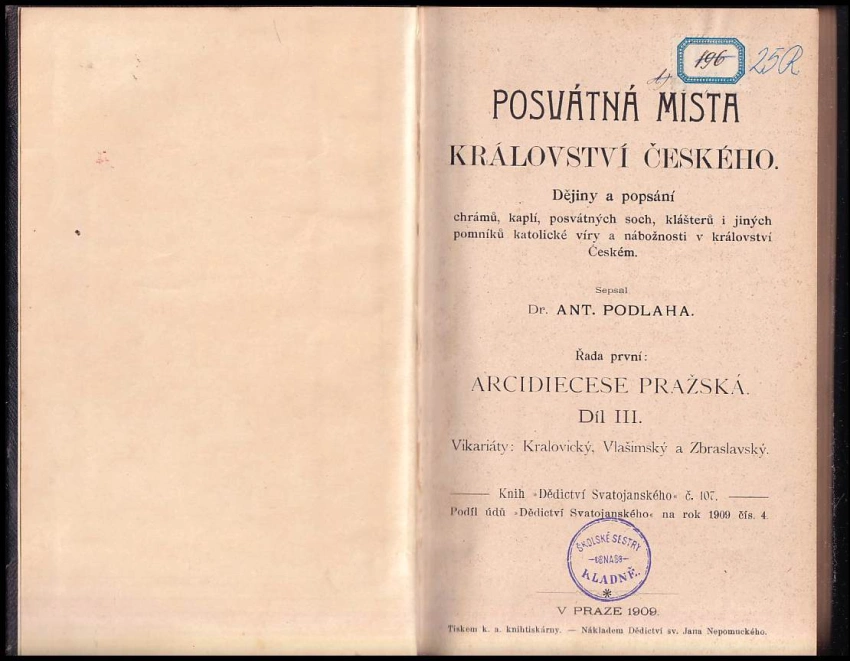 196
25R
POSVÁTNÁ MÍSTA
KRÁLOVSTVÍ ČESKÉHO.
Dějiny a popsání
chrámů, kaplí, posvátných soch, klášterů i jiných
pomníků katolické víry a nábožnosti v království
Českém.
Sepsal
Dr. ANT. PODLAHA.
Řada první:
ARCIDIECESE PRAŽSKÁ.
Díl III.
Vikariáty: Kralovický, Vlašimský a Zbraslavský.
Knih »Dědictví Svatojanského« č. 107.
Podíl údů »Dědictví Svatojanského« na rok 1909 čís. 4.
ŠKOLSKÉ SESTRY
KLADNĚ.
V PRAZE 1909.
Tiskem k. a. knihtiskárny. — Nákladem Dědictví sv. Jana Nepomuckého.